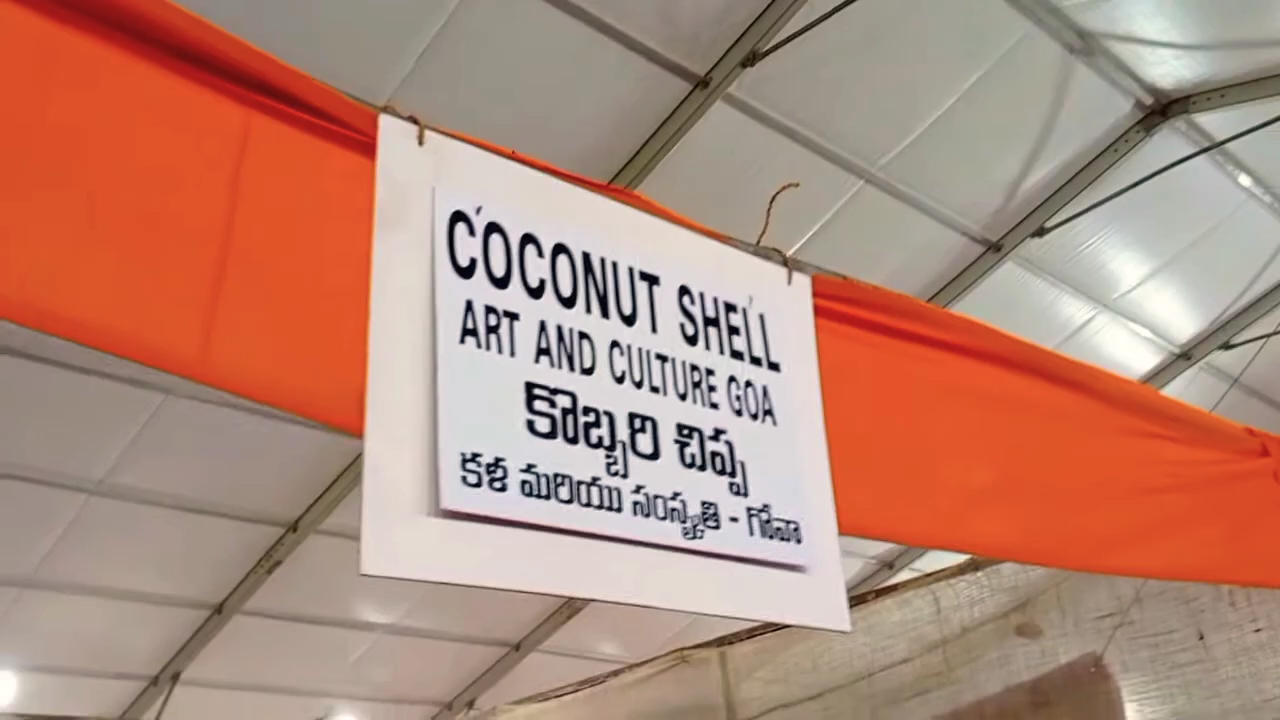 COCONUT SHELL
ART AND CULTURE GOA
కొబ్బరి చిప్ప
కళ మరియు సంస్కృతి - గోవా